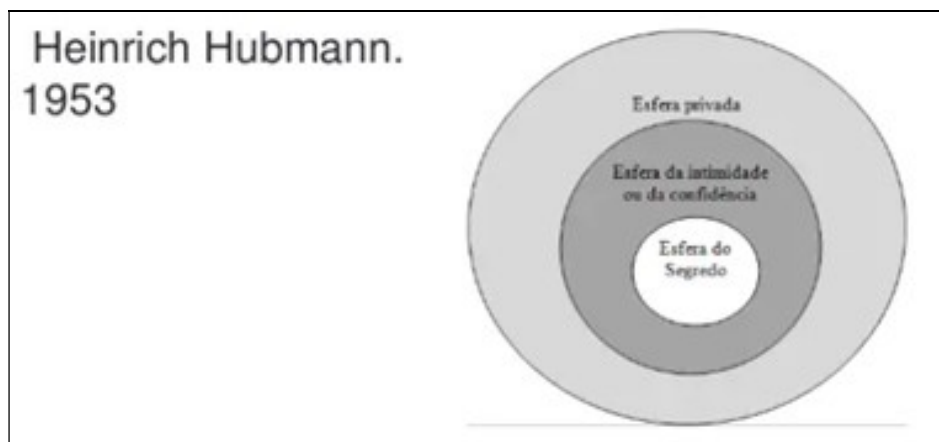 Heinrich Hubmann.
1953
Esfera privada
Esfera da intimidade
ou da confidência
Esfera do
Segredo